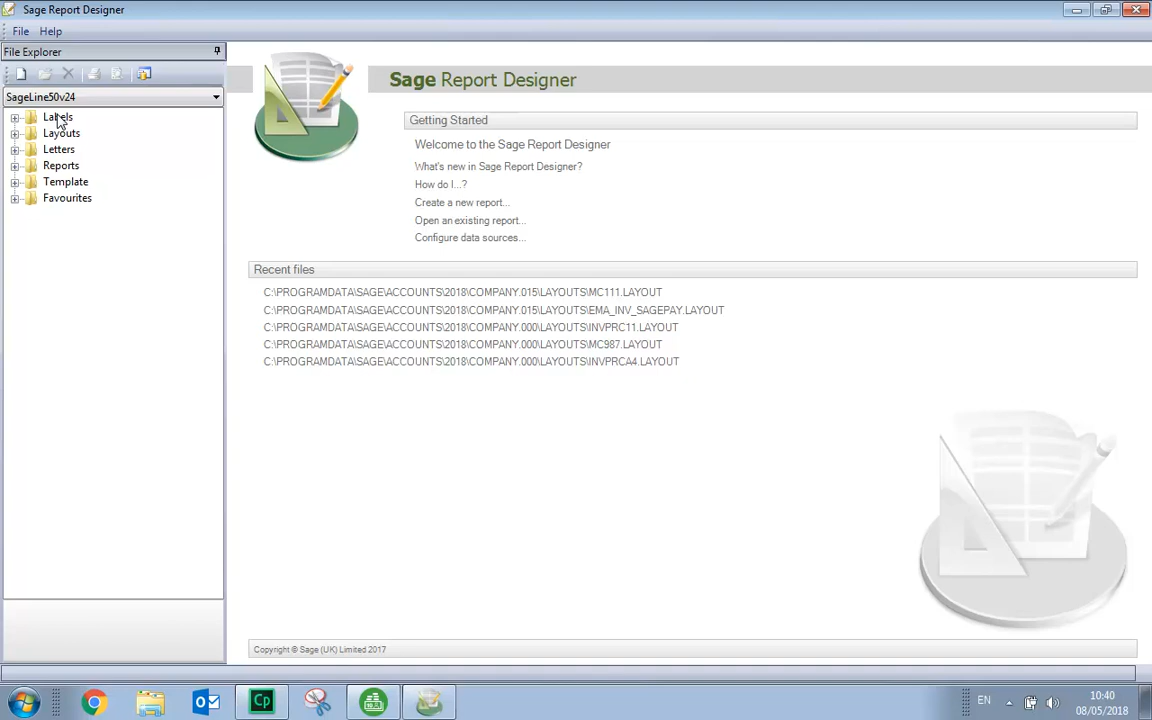 Sage Report Designer
File Help
File Explorer
SageLine50v24
Labels
Layouts
Letters
Reports
Template
Favourites
Sage Report Designer
Getting Started
Welcome to the Sage Report Designer
What's new in Sage Report Designer?
How do I...?
Create a new report...
Open an existing report...
Configure data sources...
Recent files
C:\PROGRAMDATA\SAGE\ACCOUNTS\2018\COMPANY.015\LAYOUTS\MC111.LAYOUT
C:\PROGRAMDATA\SAGE\ACCOUNTS\2018\COMPANY.015\LAYOUTS\EMA_INV_SAGEPAY.LAYOUT
C:\PROGRAMDATA\SAGE\ACCOUNTS\2018\COMPANY.000\LAYOUTS\INVPRC11.LAYOUT
C:\PROGRAMDATA\SAGE\ACCOUNTS\2018\COMPANY.000\LAYOUTS\MC987.LAYOUT
C:\PROGRAMDATA\SAGE\ACCOUNTS\2018\COMPANY.000\LAYOUTS\INVPRCA4.LAYOUT
Copyright © Sage (UK) Limited 2017
Cp
EN
10:40
08/05/2018